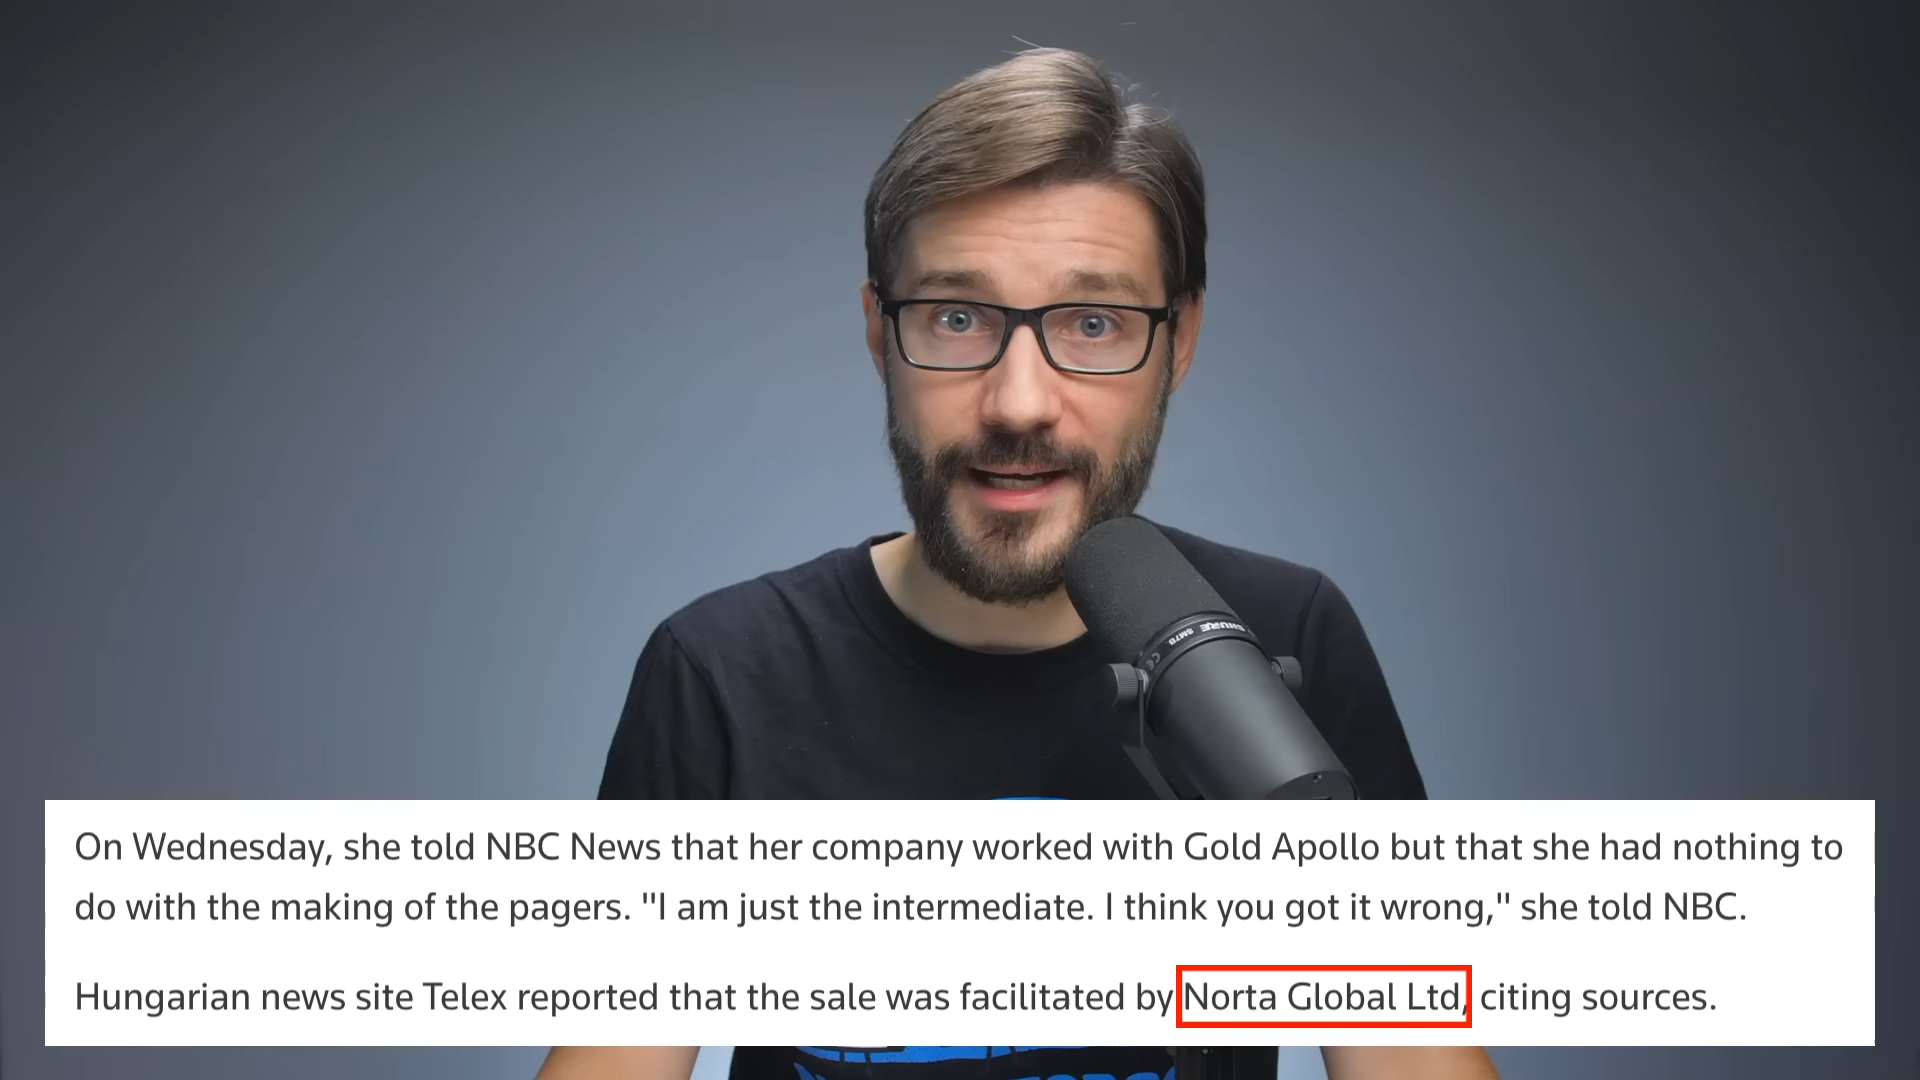 SHURE
SM7B
On Wednesday, she told NBC News that her company worked with Gold Apollo but that she had nothing to
do with the making of the pagers. "I am just the intermediate. I think you got it wrong," she told NBC.
Hungarian news site Telex reported that the sale was facilitated by Norta Global Ltd, citing sources.